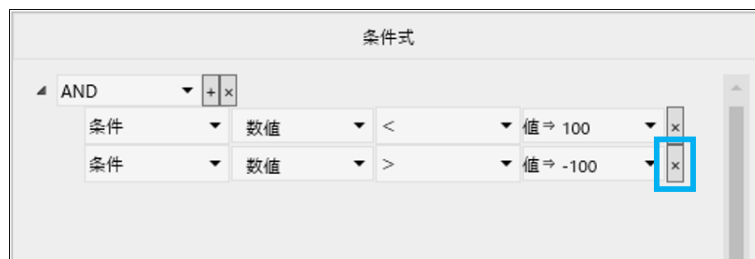 条件式
AND + ×
条件 数値 < 値⇒ 100 ×
条件 数値 > 値⇒ -100 ×